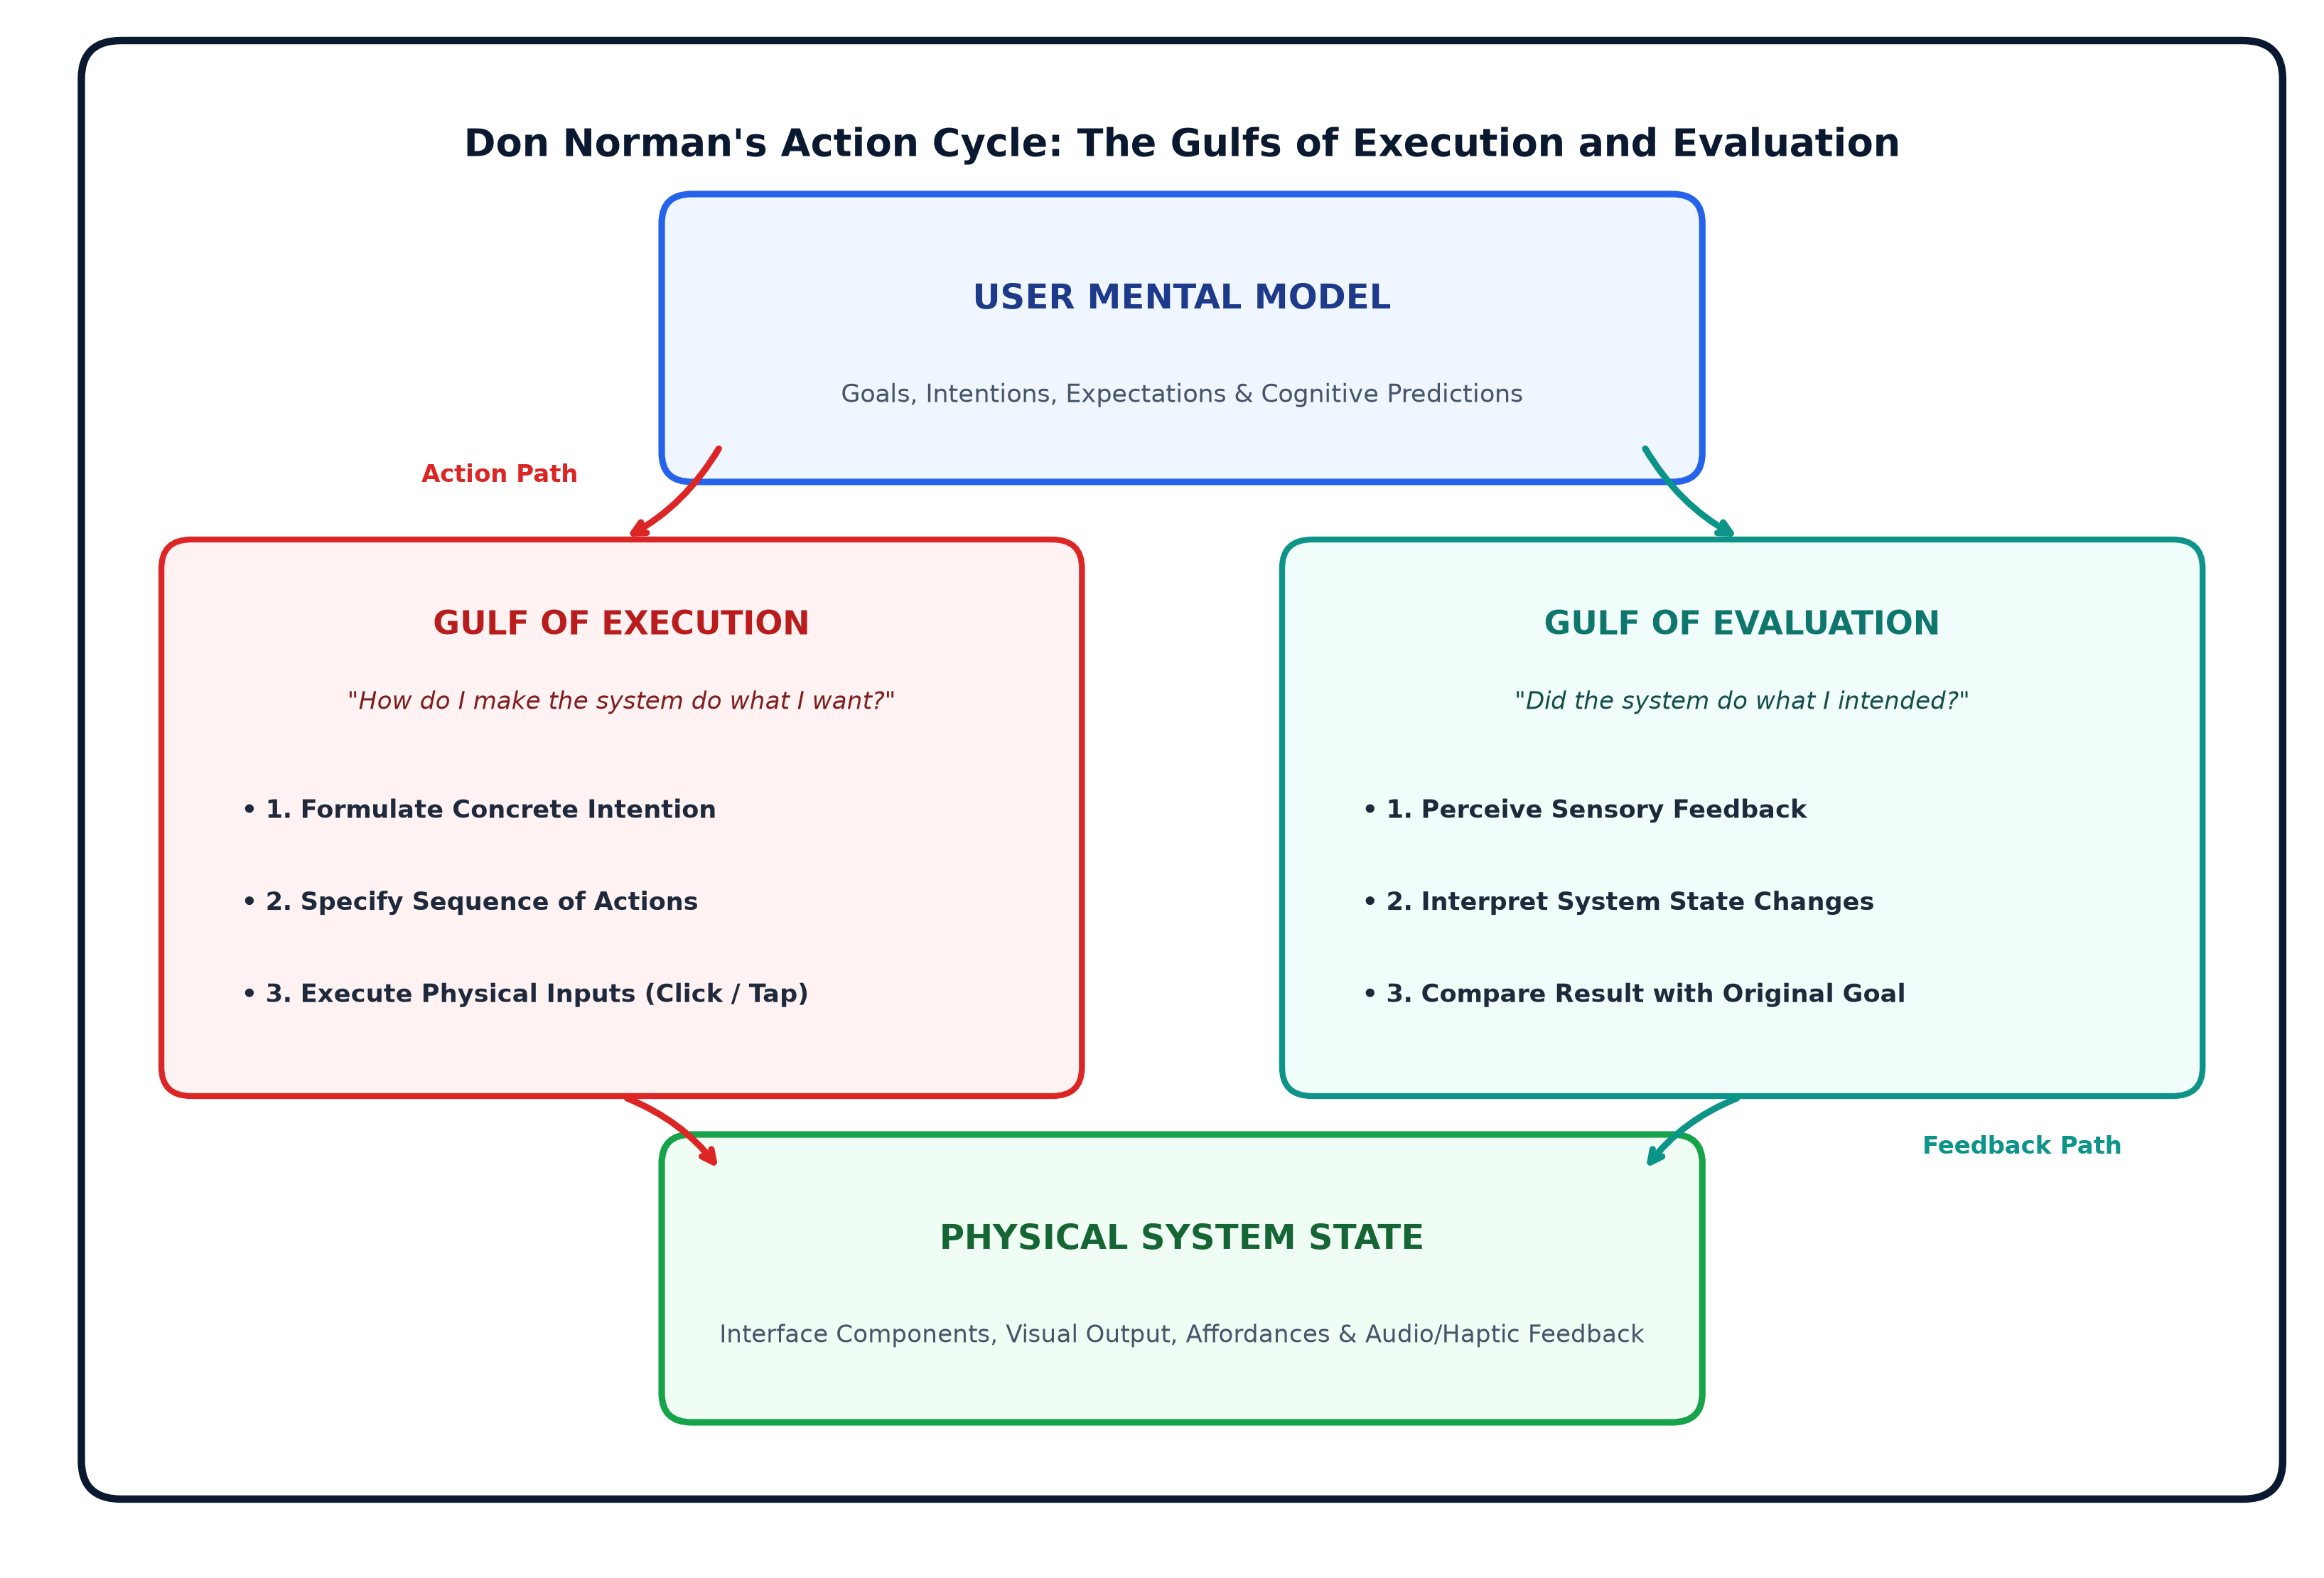 Don Norman's Action Cycle: The Gulfs of Execution and Evaluation
USER MENTAL MODEL
Goals, Intentions, Expectations & Cognitive Predictions
Action Path
GULF OF EXECUTION
"How do I make the system do what I want?"
• 1. Formulate Concrete Intention
• 2. Specify Sequence of Actions
• 3. Execute Physical Inputs (Click / Tap)
GULF OF EVALUATION
"Did the system do what I intended?"
• 1. Perceive Sensory Feedback
• 2. Interpret System State Changes
• 3. Compare Result with Original Goal
Feedback Path
PHYSICAL SYSTEM STATE
Interface Components, Visual Output, Affordances & Audio/Haptic Feedback